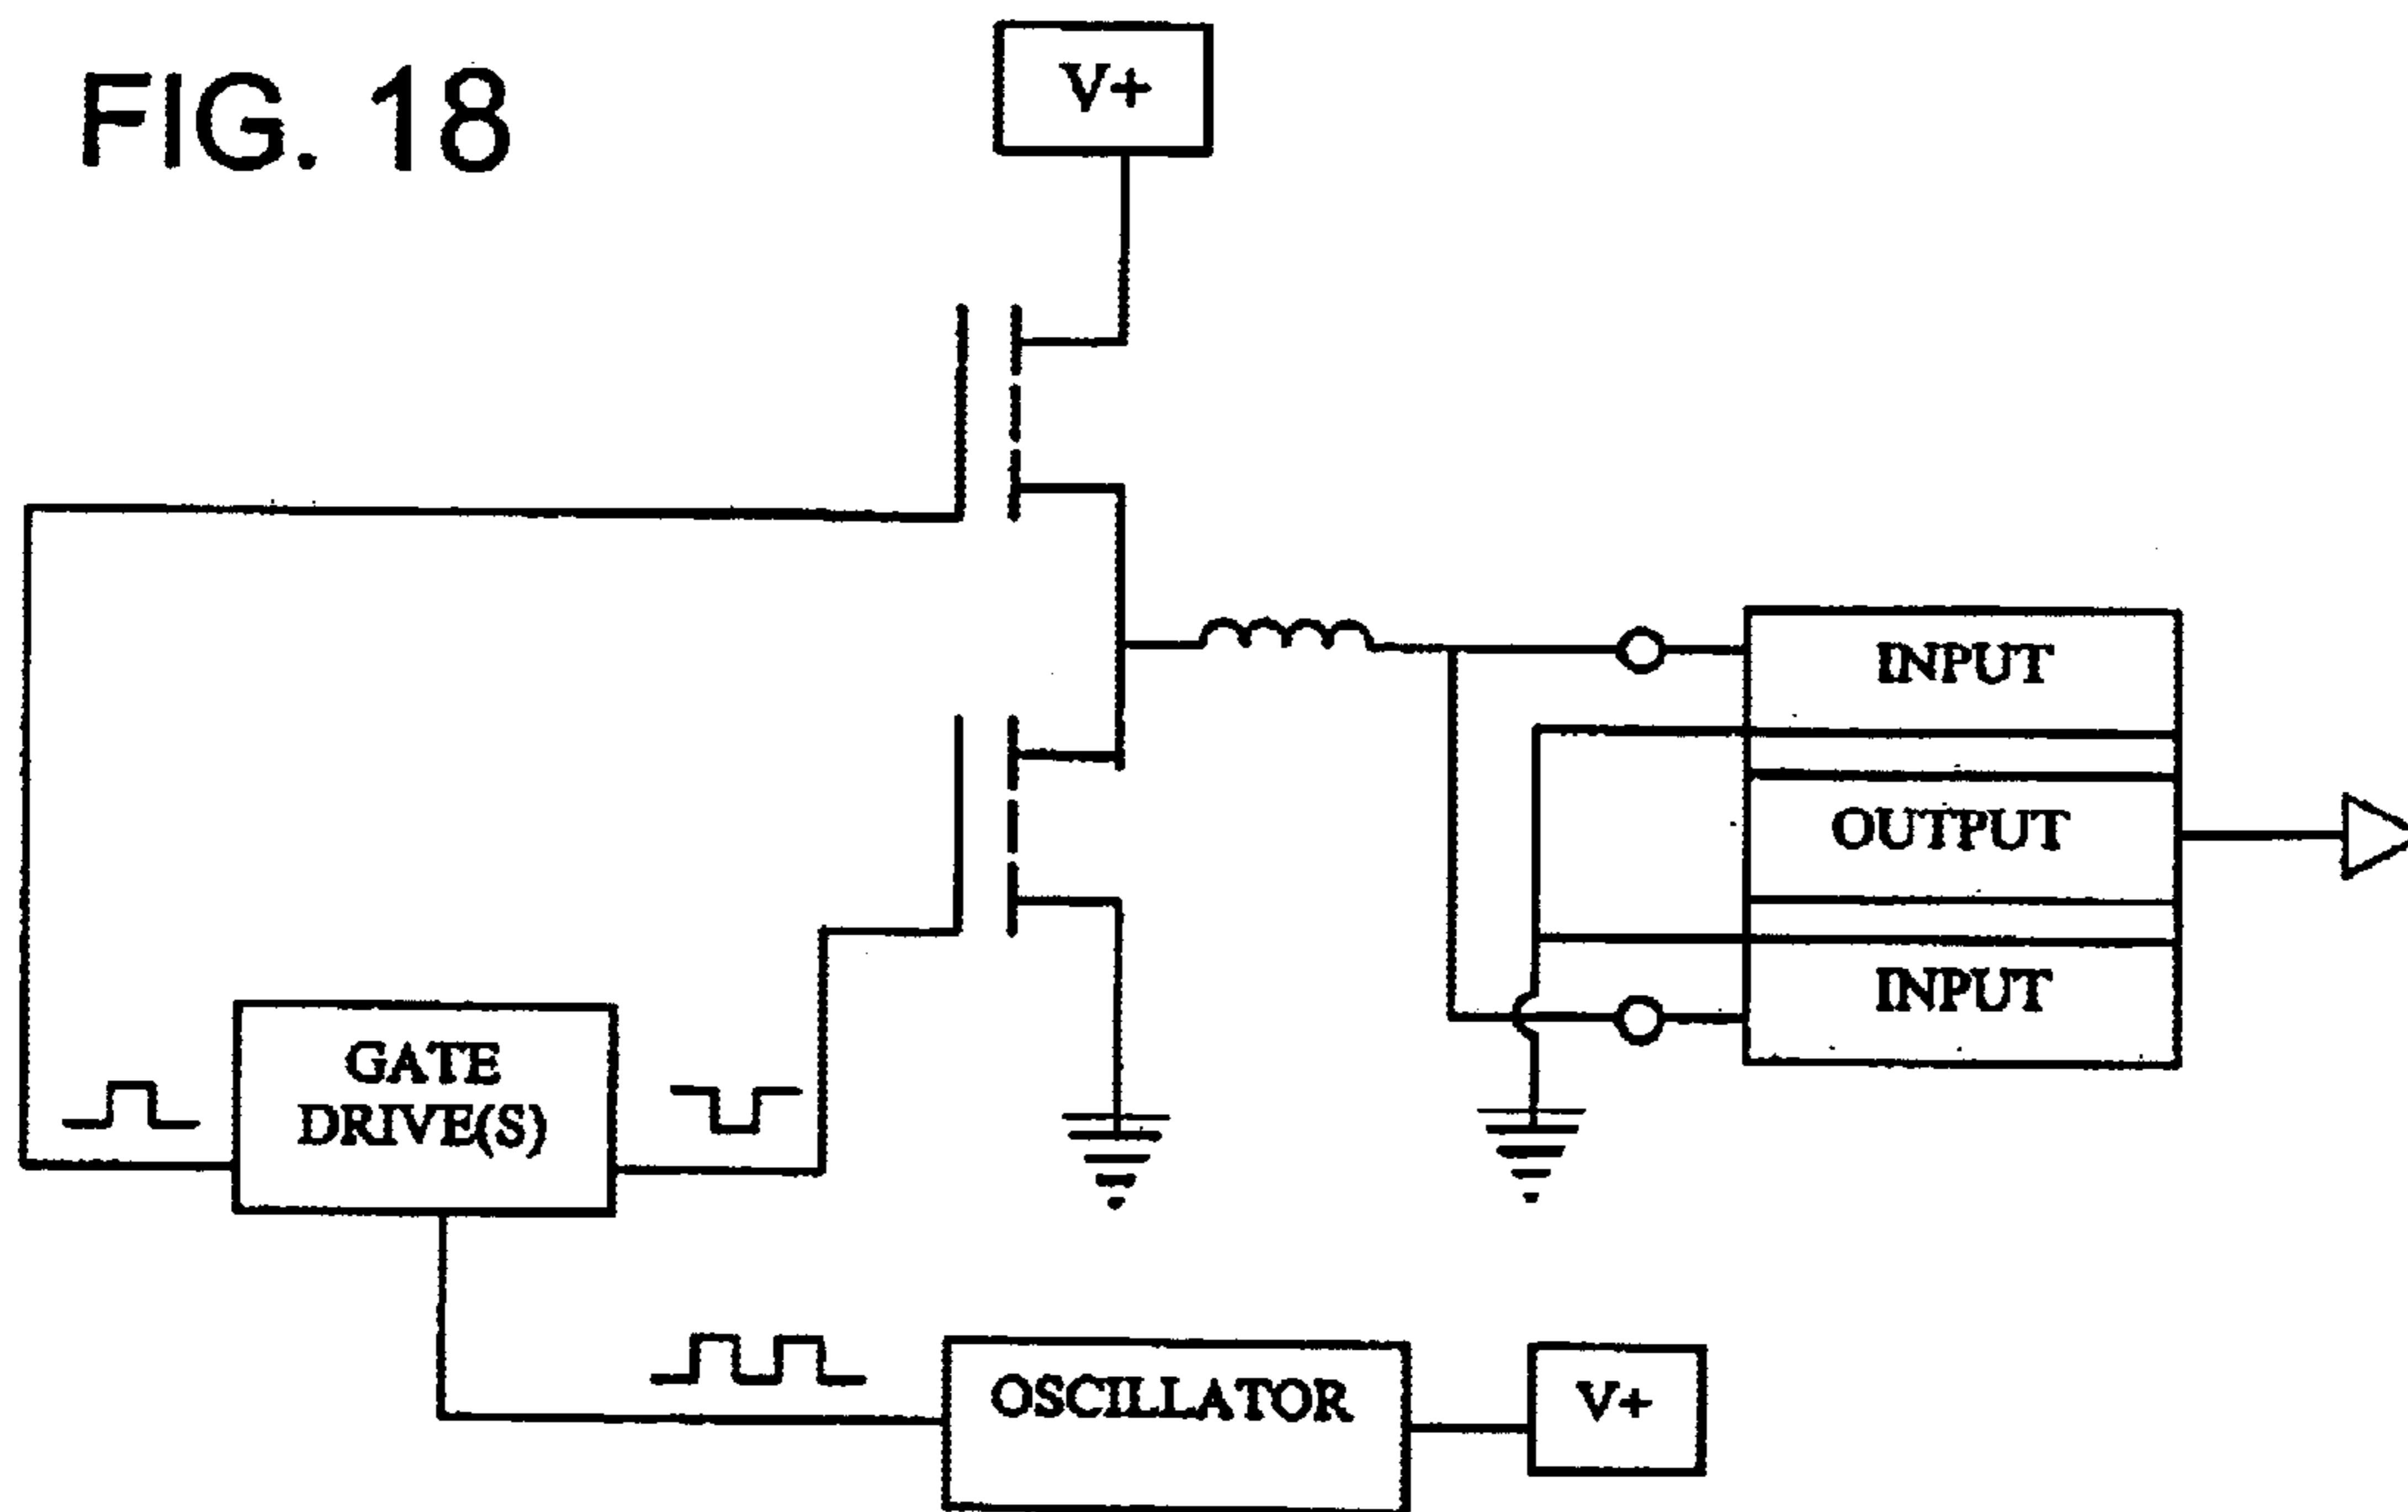 FIG. 18
V+
INPUT
OUTPUT
INPUT
GATE
DRIVE(S)
OSCILLATOR
V+